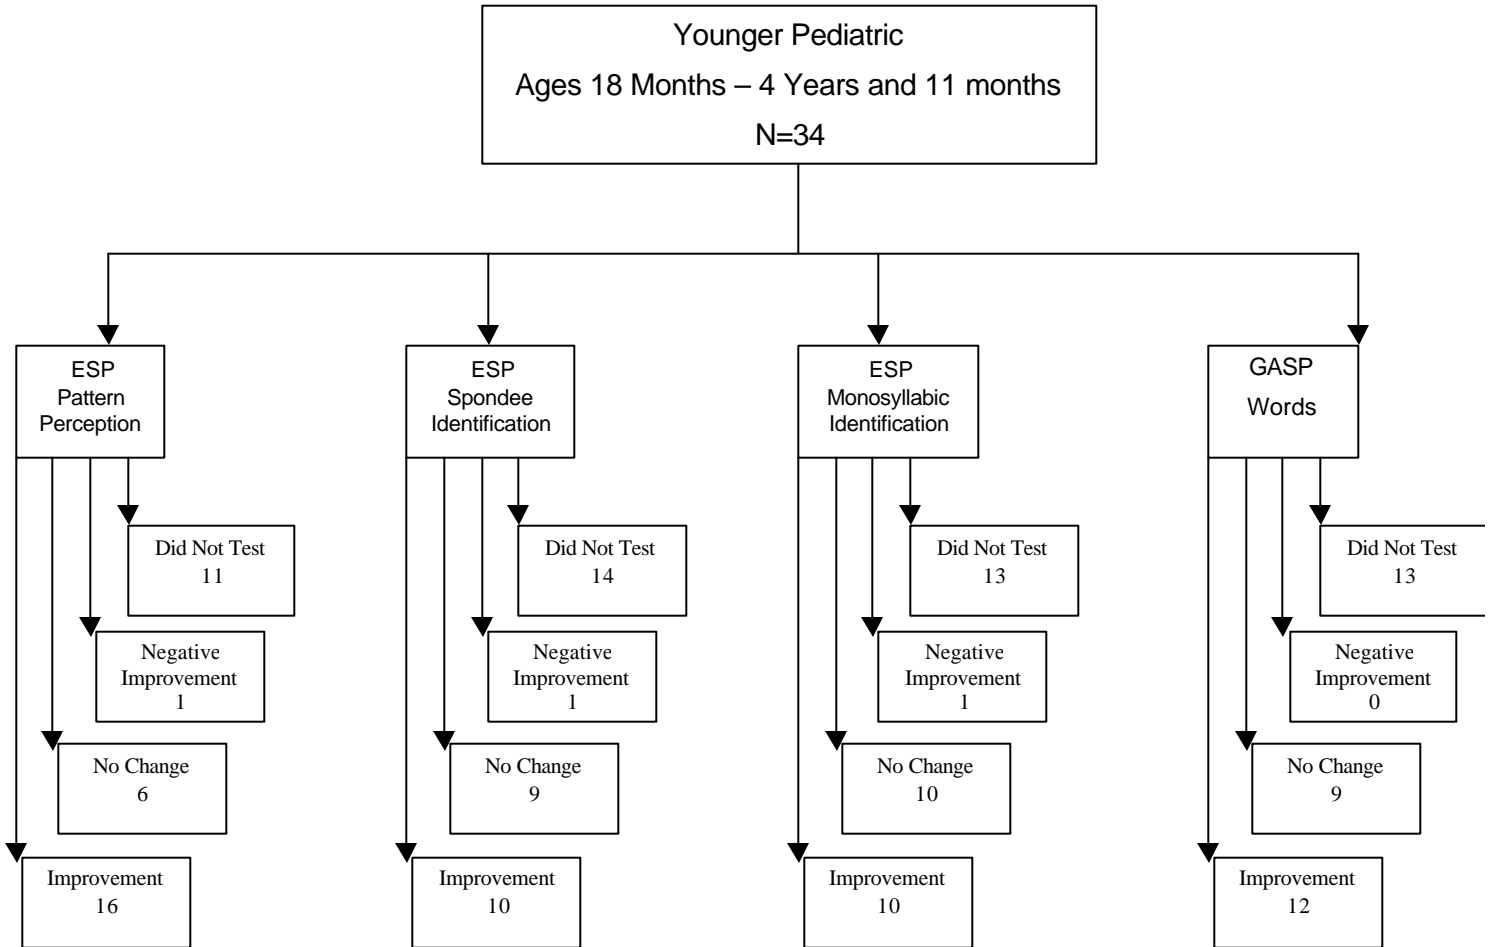 Younger Pediatric
Ages 18 Months – 4 Years and 11 months
N=34
ESP
Pattern
Perception
ESP
Spondee
Identification
ESP
Monosyllabic
Identification
GASP
Words
Did Not Test
11
Did Not Test
14
Did Not Test
13
Did Not Test
13
Negative
Improvement
1
Negative
Improvement
1
Negative
Improvement
1
Negative
Improvement
0
No Change
6
No Change
9
No Change
10
No Change
9
Improvement
16
Improvement
10
Improvement
10
Improvement
12